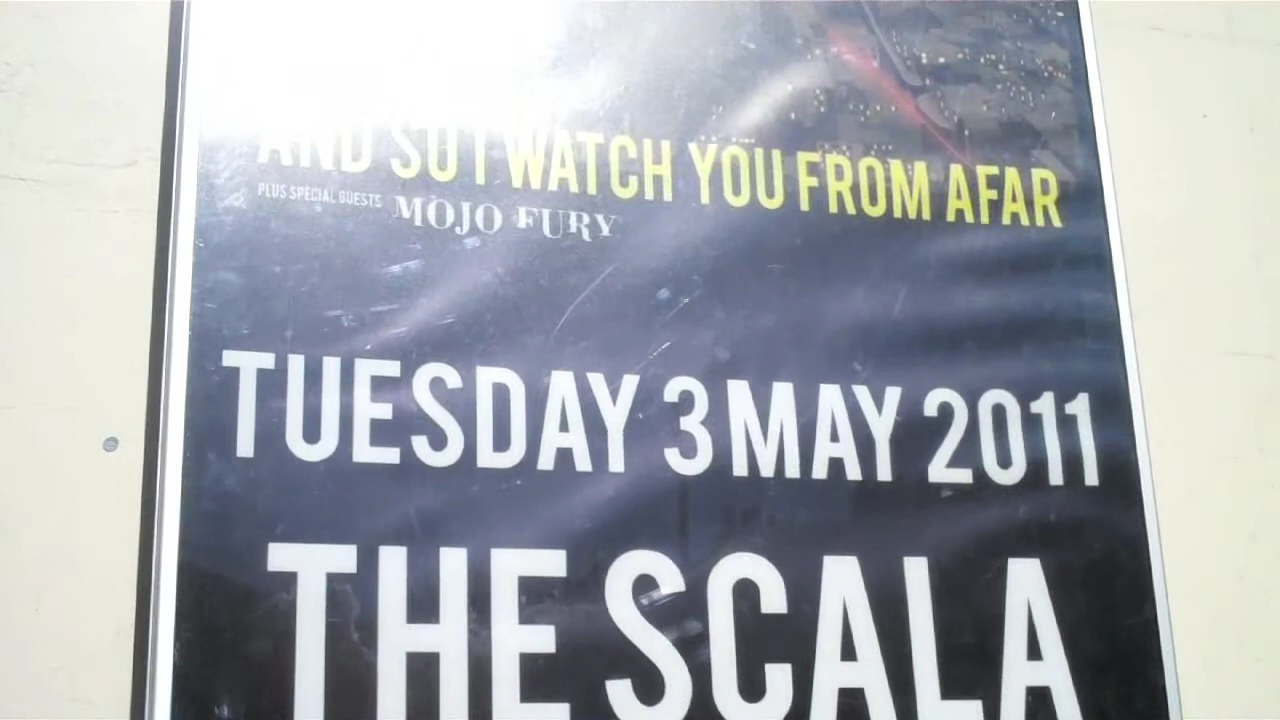 AND SO I WATCH YOU FROM AFAR
PLUS SPECIAL GUESTS MOJO FURY
TUESDAY 3 MAY 2011
THE SCALA